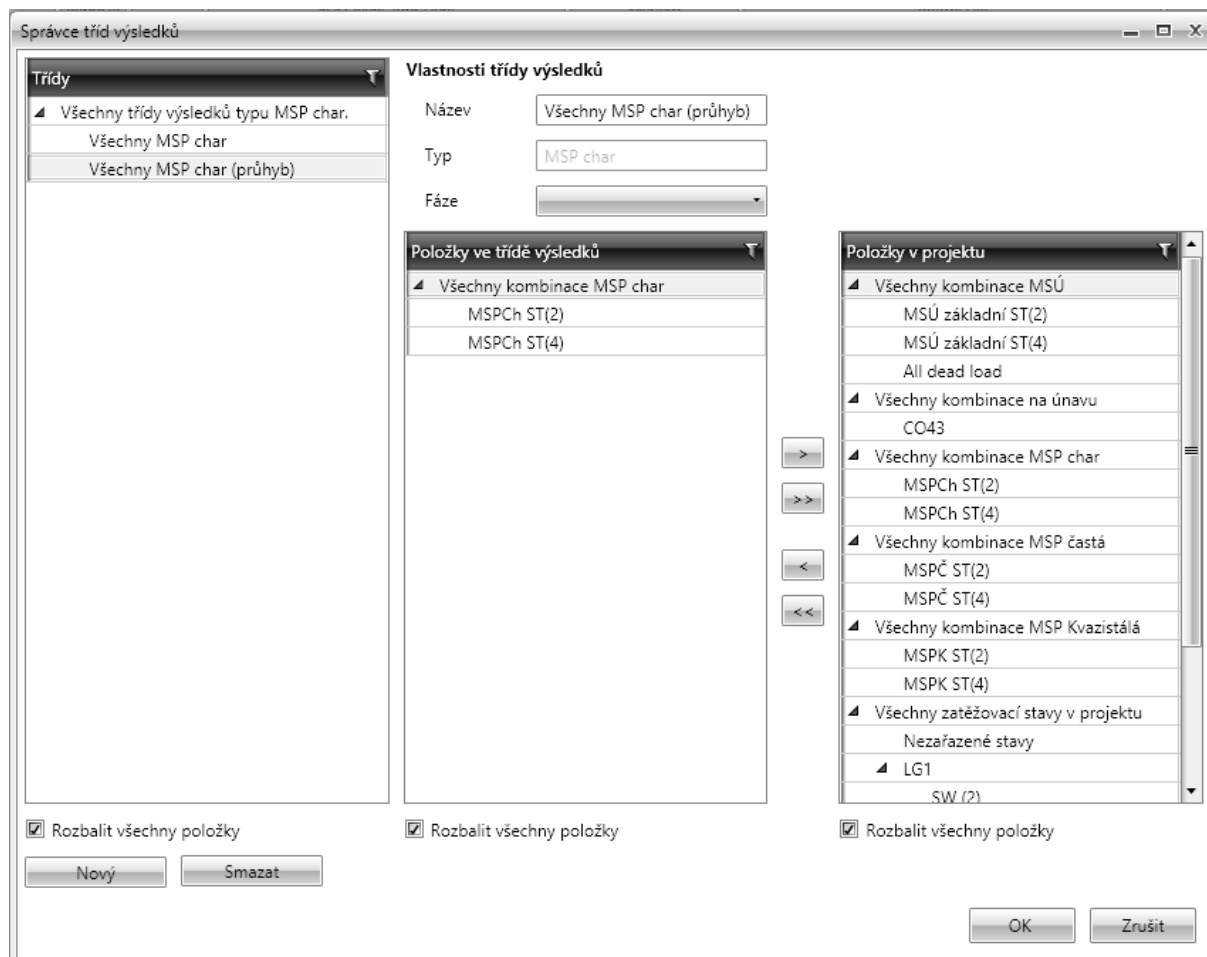 Správce tříd výsledků
Třídy
Všechny třídy výsledků typu MSP char.
Všechny MSP char
Všechny MSP char (průhyb)
Rozbalit všechny položky
Nový
Smazat
Vlastnosti třídy výsledků
Název
Všechny MSP char (průhyb)
Typ
MSP char
Fáze
Položky ve třídě výsledků
Všechny kombinace MSP char
MSPCh ST(2)
MSPCh ST(4)
Rozbalit všechny položky
>
>>
<
<<
Položky v projektu
Všechny kombinace MSÚ
MSÚ základní ST(2)
MSÚ základní ST(4)
All dead load
Všechny kombinace na únavu
CO43
Všechny kombinace MSP char
MSPCh ST(2)
MSPCh ST(4)
Všechny kombinace MSP častá
MSPČ ST(2)
MSPČ ST(4)
Všechny kombinace MSP Kvazistálá
MSPK ST(2)
MSPK ST(4)
Všechny zatěžovací stavy v projektu
Nezařazené stavy
LG1
SW (2)
Rozbalit všechny položky
OK
Zrušit